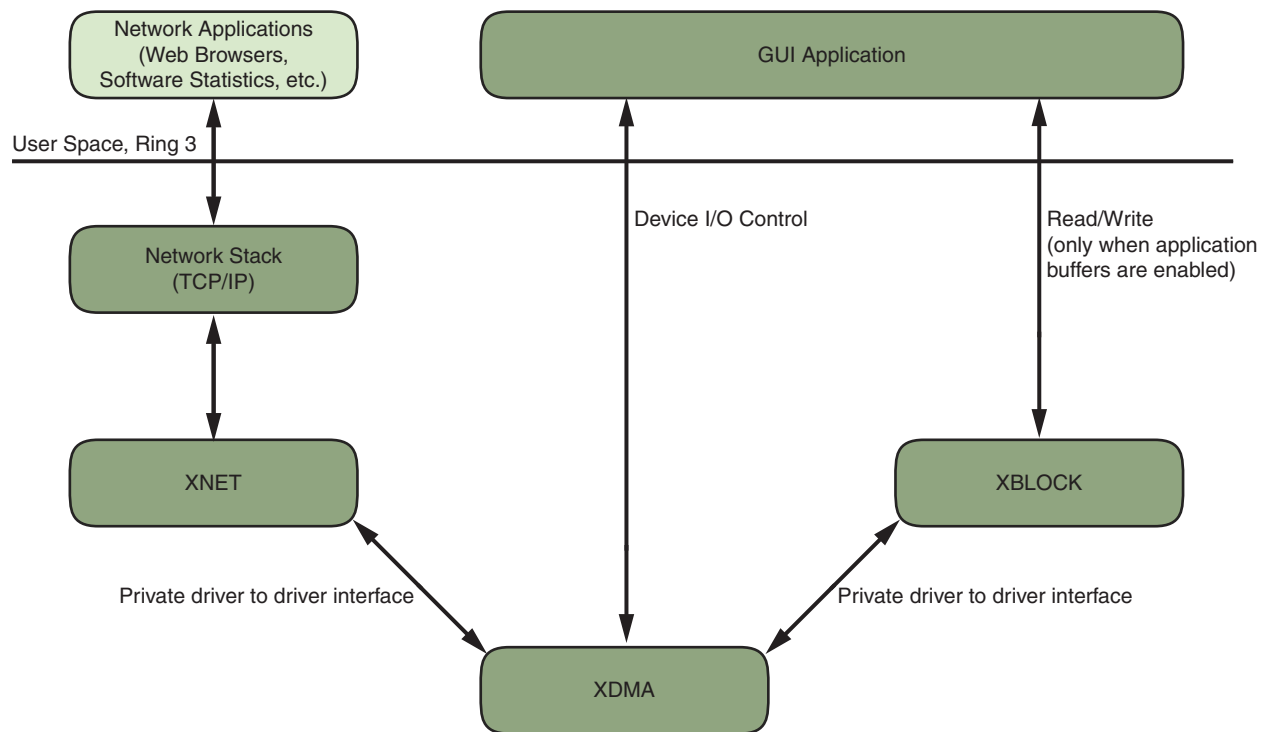 Network Applications
(Web Browsers,
Software Statistics, etc.)
GUI Application
User Space, Ring 3
Device I/O Control
Read/Write
(only when application
buffers are enabled)
Network Stack
(TCP/IP)
XNET
XBLOCK
Private driver to driver interface
Private driver to driver interface
XDMA